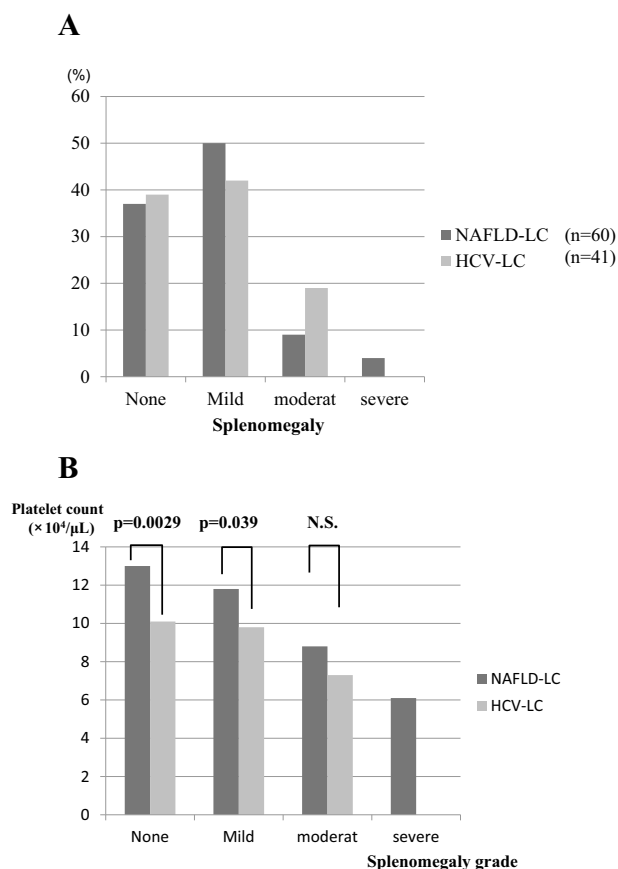 A
(%)
60
50
40
30
20
10
0
None Mild moderat severe
Splenomegaly
NAFLD-LC (n=60)
HCV-LC (n=41)
B
Platelet count
(×10⁴/μL)
p=0.0029 p=0.039 N.S.
14
12
10
8
6
4
2
0
None Mild moderat severe
Splenomegaly grade
NAFLD-LC
HCV-LC